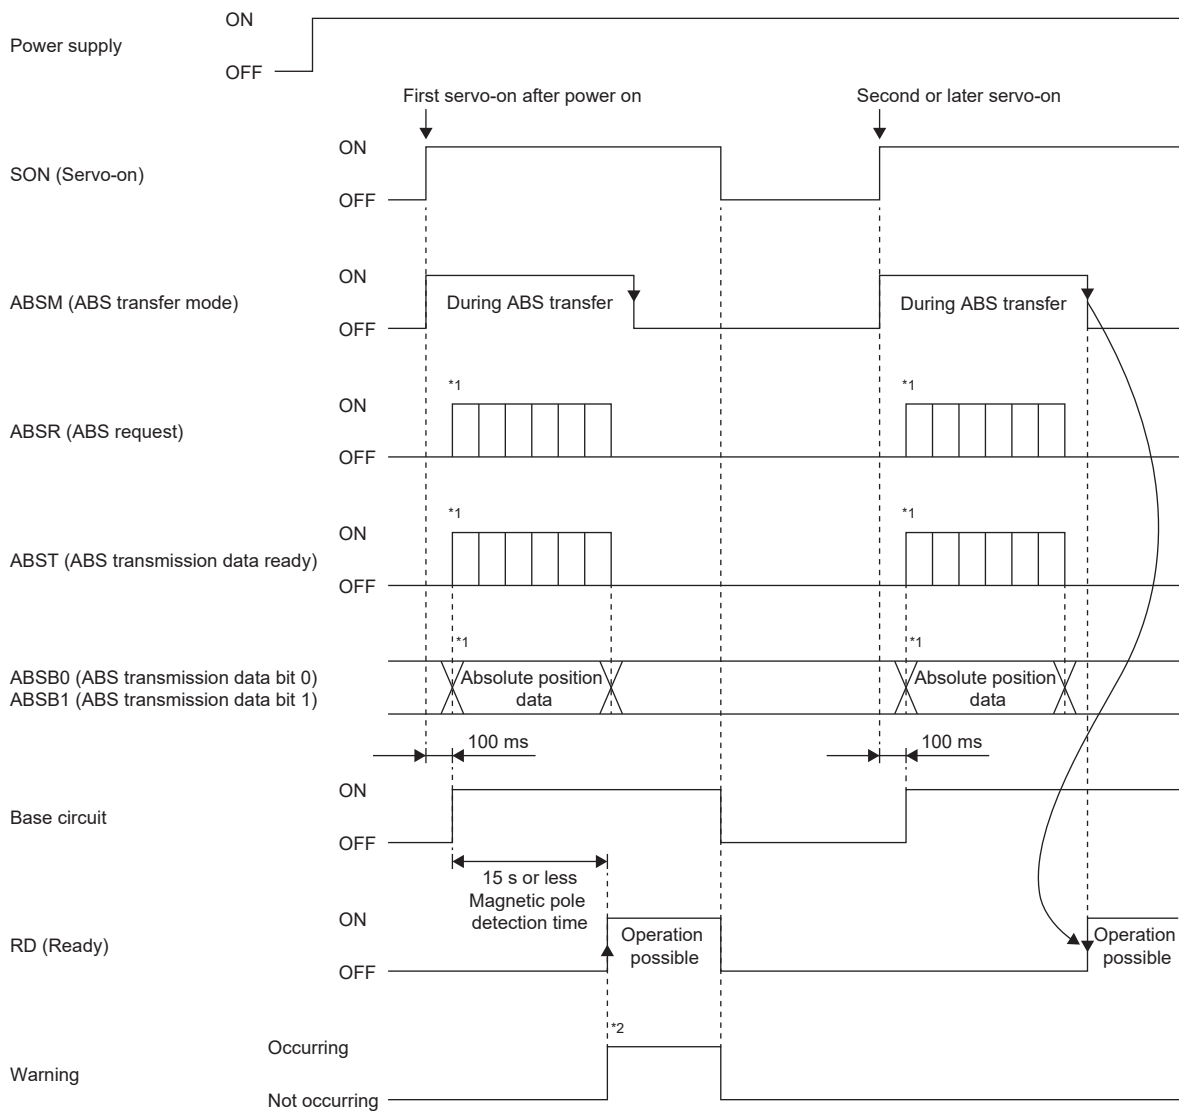 ON
Power supply
OFF
First servo-on after power on
Second or later servo-on
ON
SON (Servo-on)
OFF
ON
ABSM (ABS transfer mode)
During ABS transfer
During ABS transfer
OFF
*1
*1
ON
ABSR (ABS request)
OFF
*1
*1
ON
ABST (ABS transmission data ready)
OFF
*1
*1
ABSB0 (ABS transmission data bit 0)
ABSB1 (ABS transmission data bit 1)
Absolute position
data
Absolute position
data
100 ms
100 ms
ON
Base circuit
OFF
15 s or less
Magnetic pole
detection time
ON
RD (Ready)
Operation
possible
Operation
possible
OFF
*2
Occurring
Warning
Not occurring